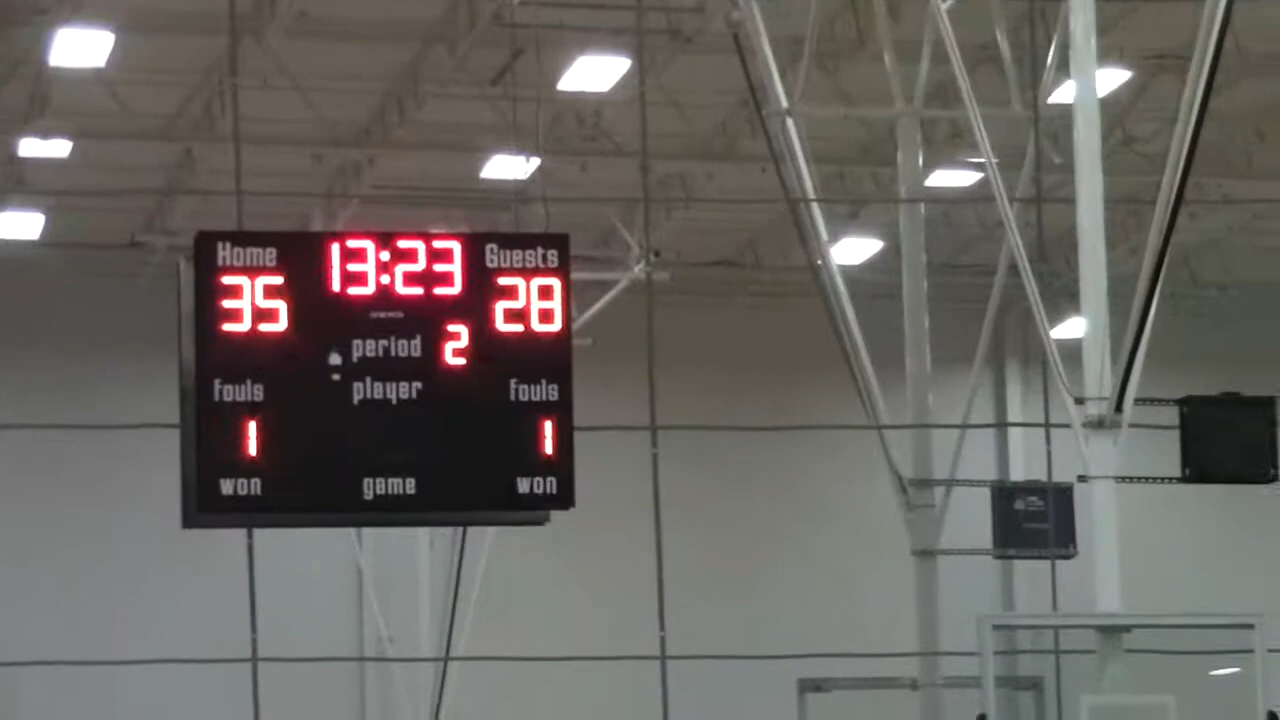 Home 13:23 Guests
35 28
period 2
Fouls player Fouls
1 1
won game won